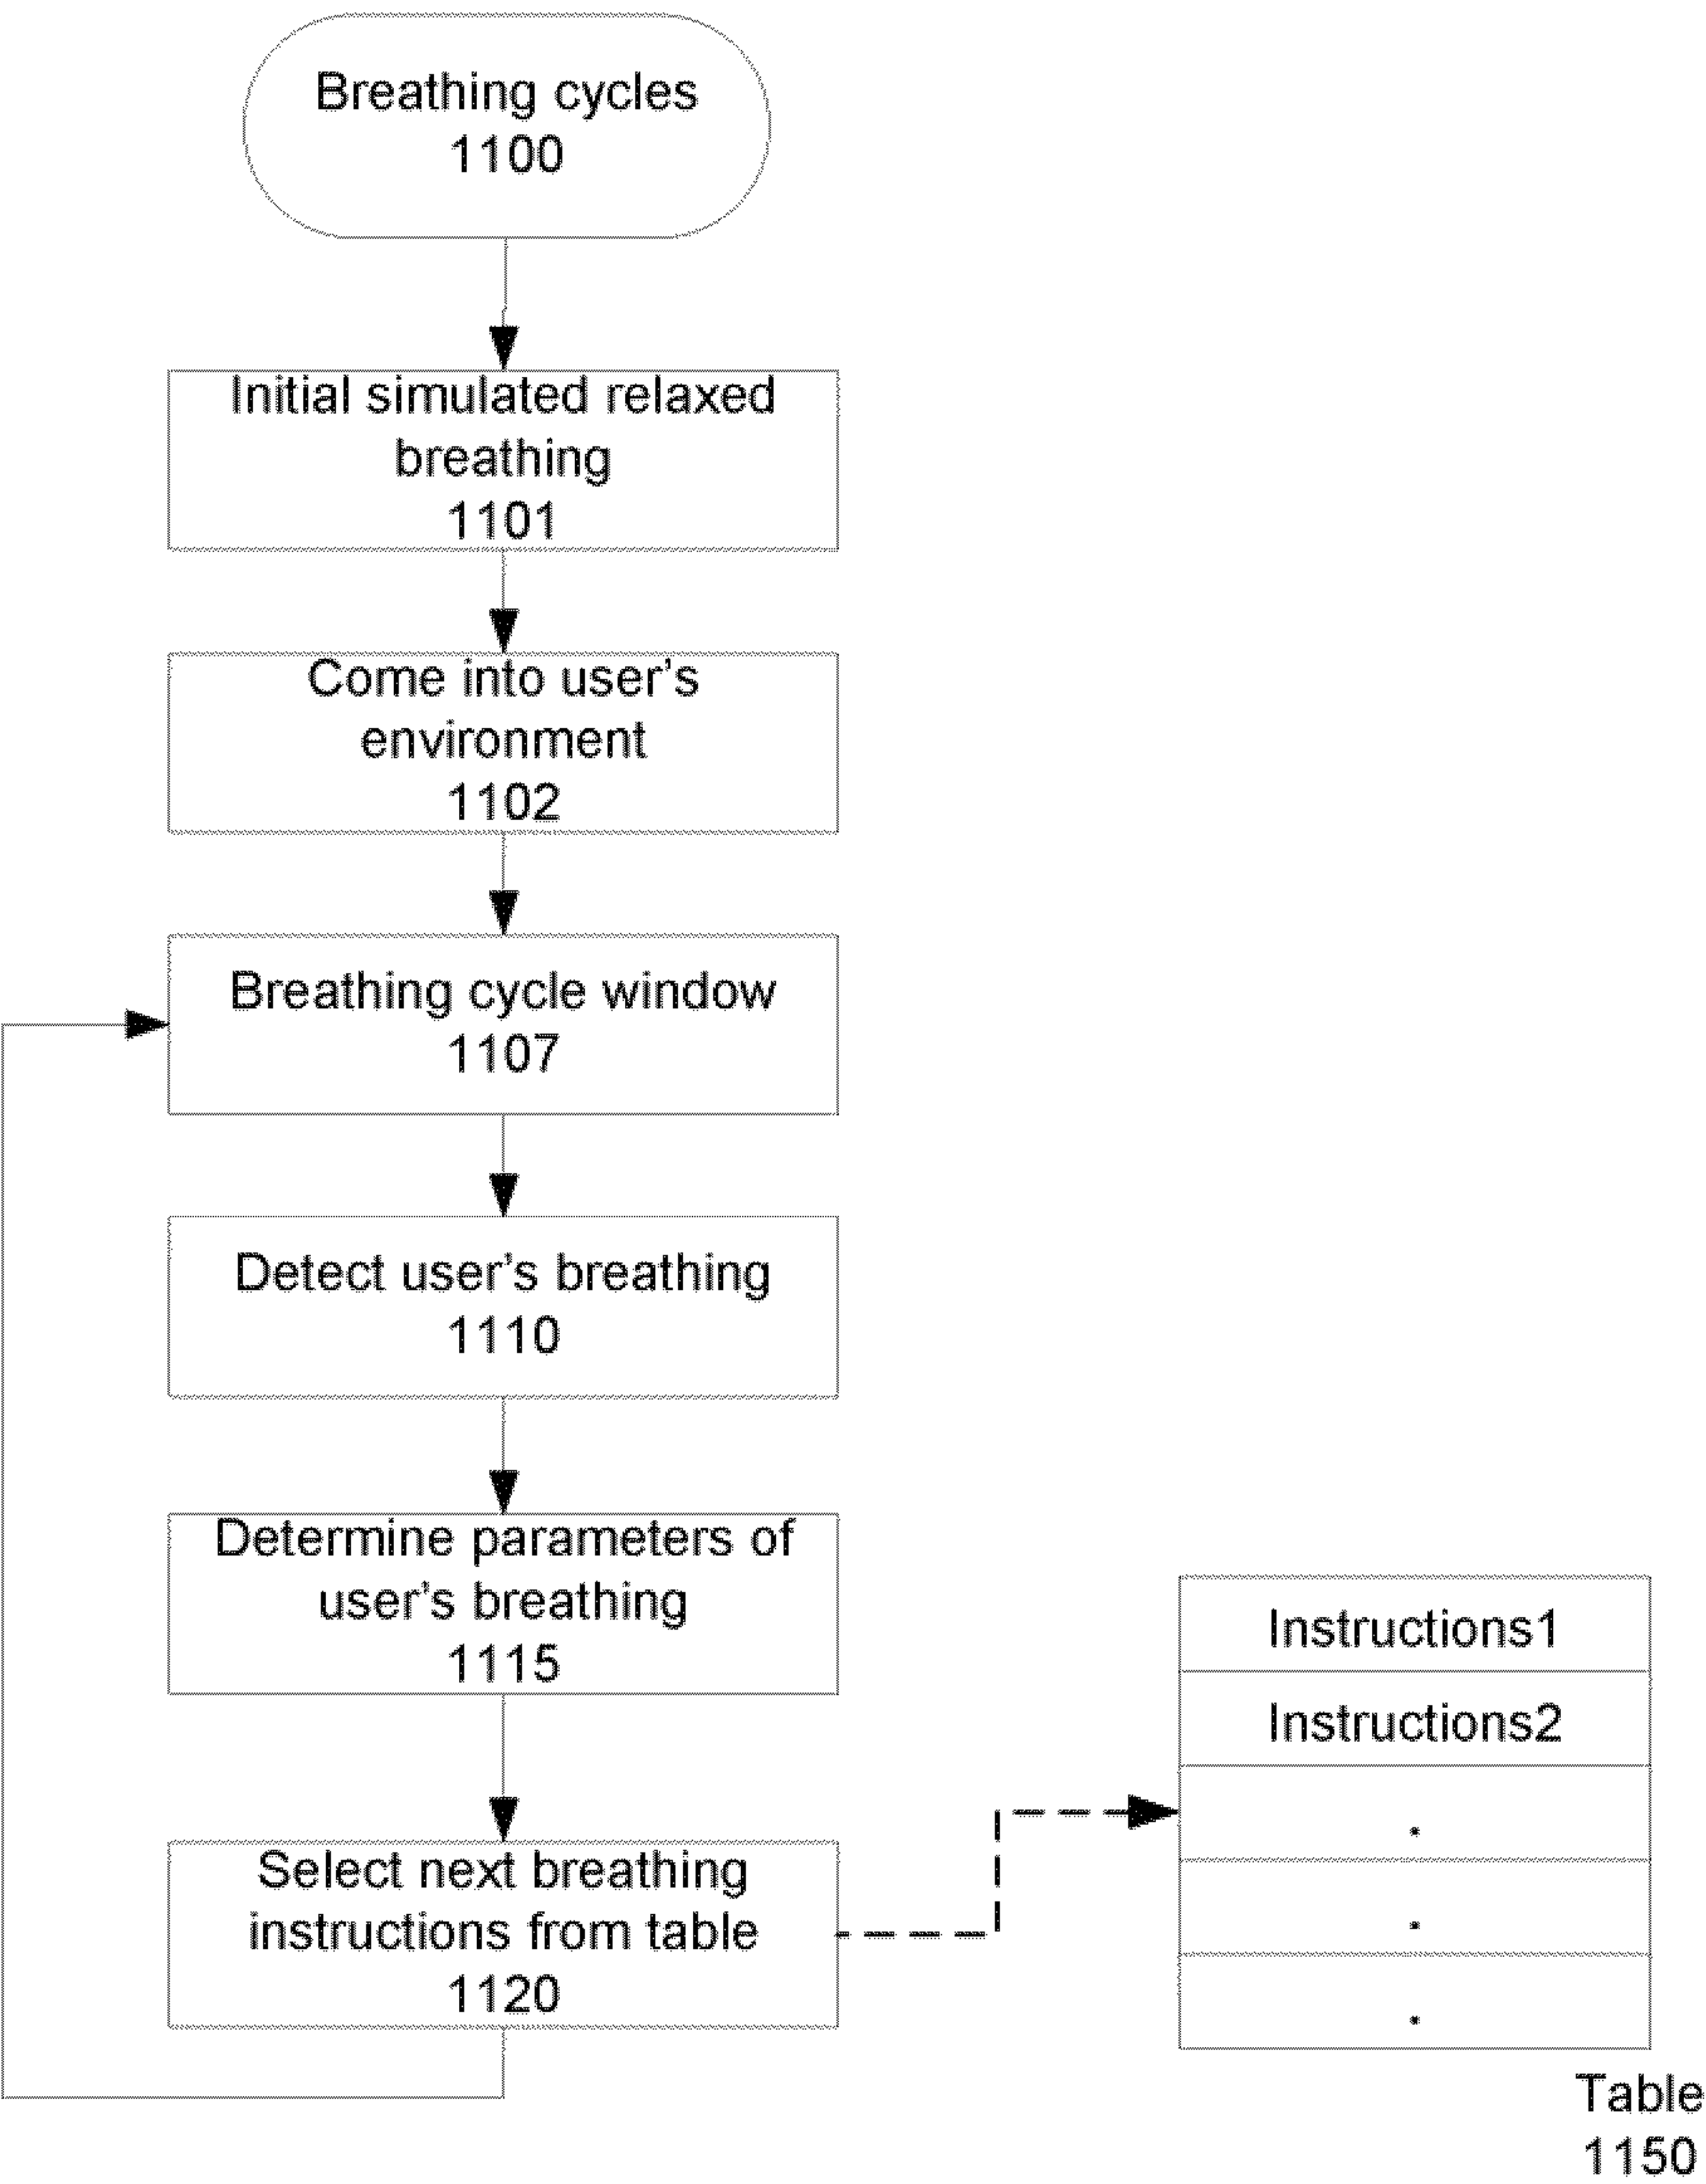 Breathing cycles
1100
Initial simulated relaxed
breathing
1101
Come into user's
environment
1102
Breathing cycle window
1107
Detect user's breathing
1110
Determine parameters of
user's breathing
1115
Select next breathing
instructions from table
1120
Instructions1
Instructions2
.
.
.
Table
1150